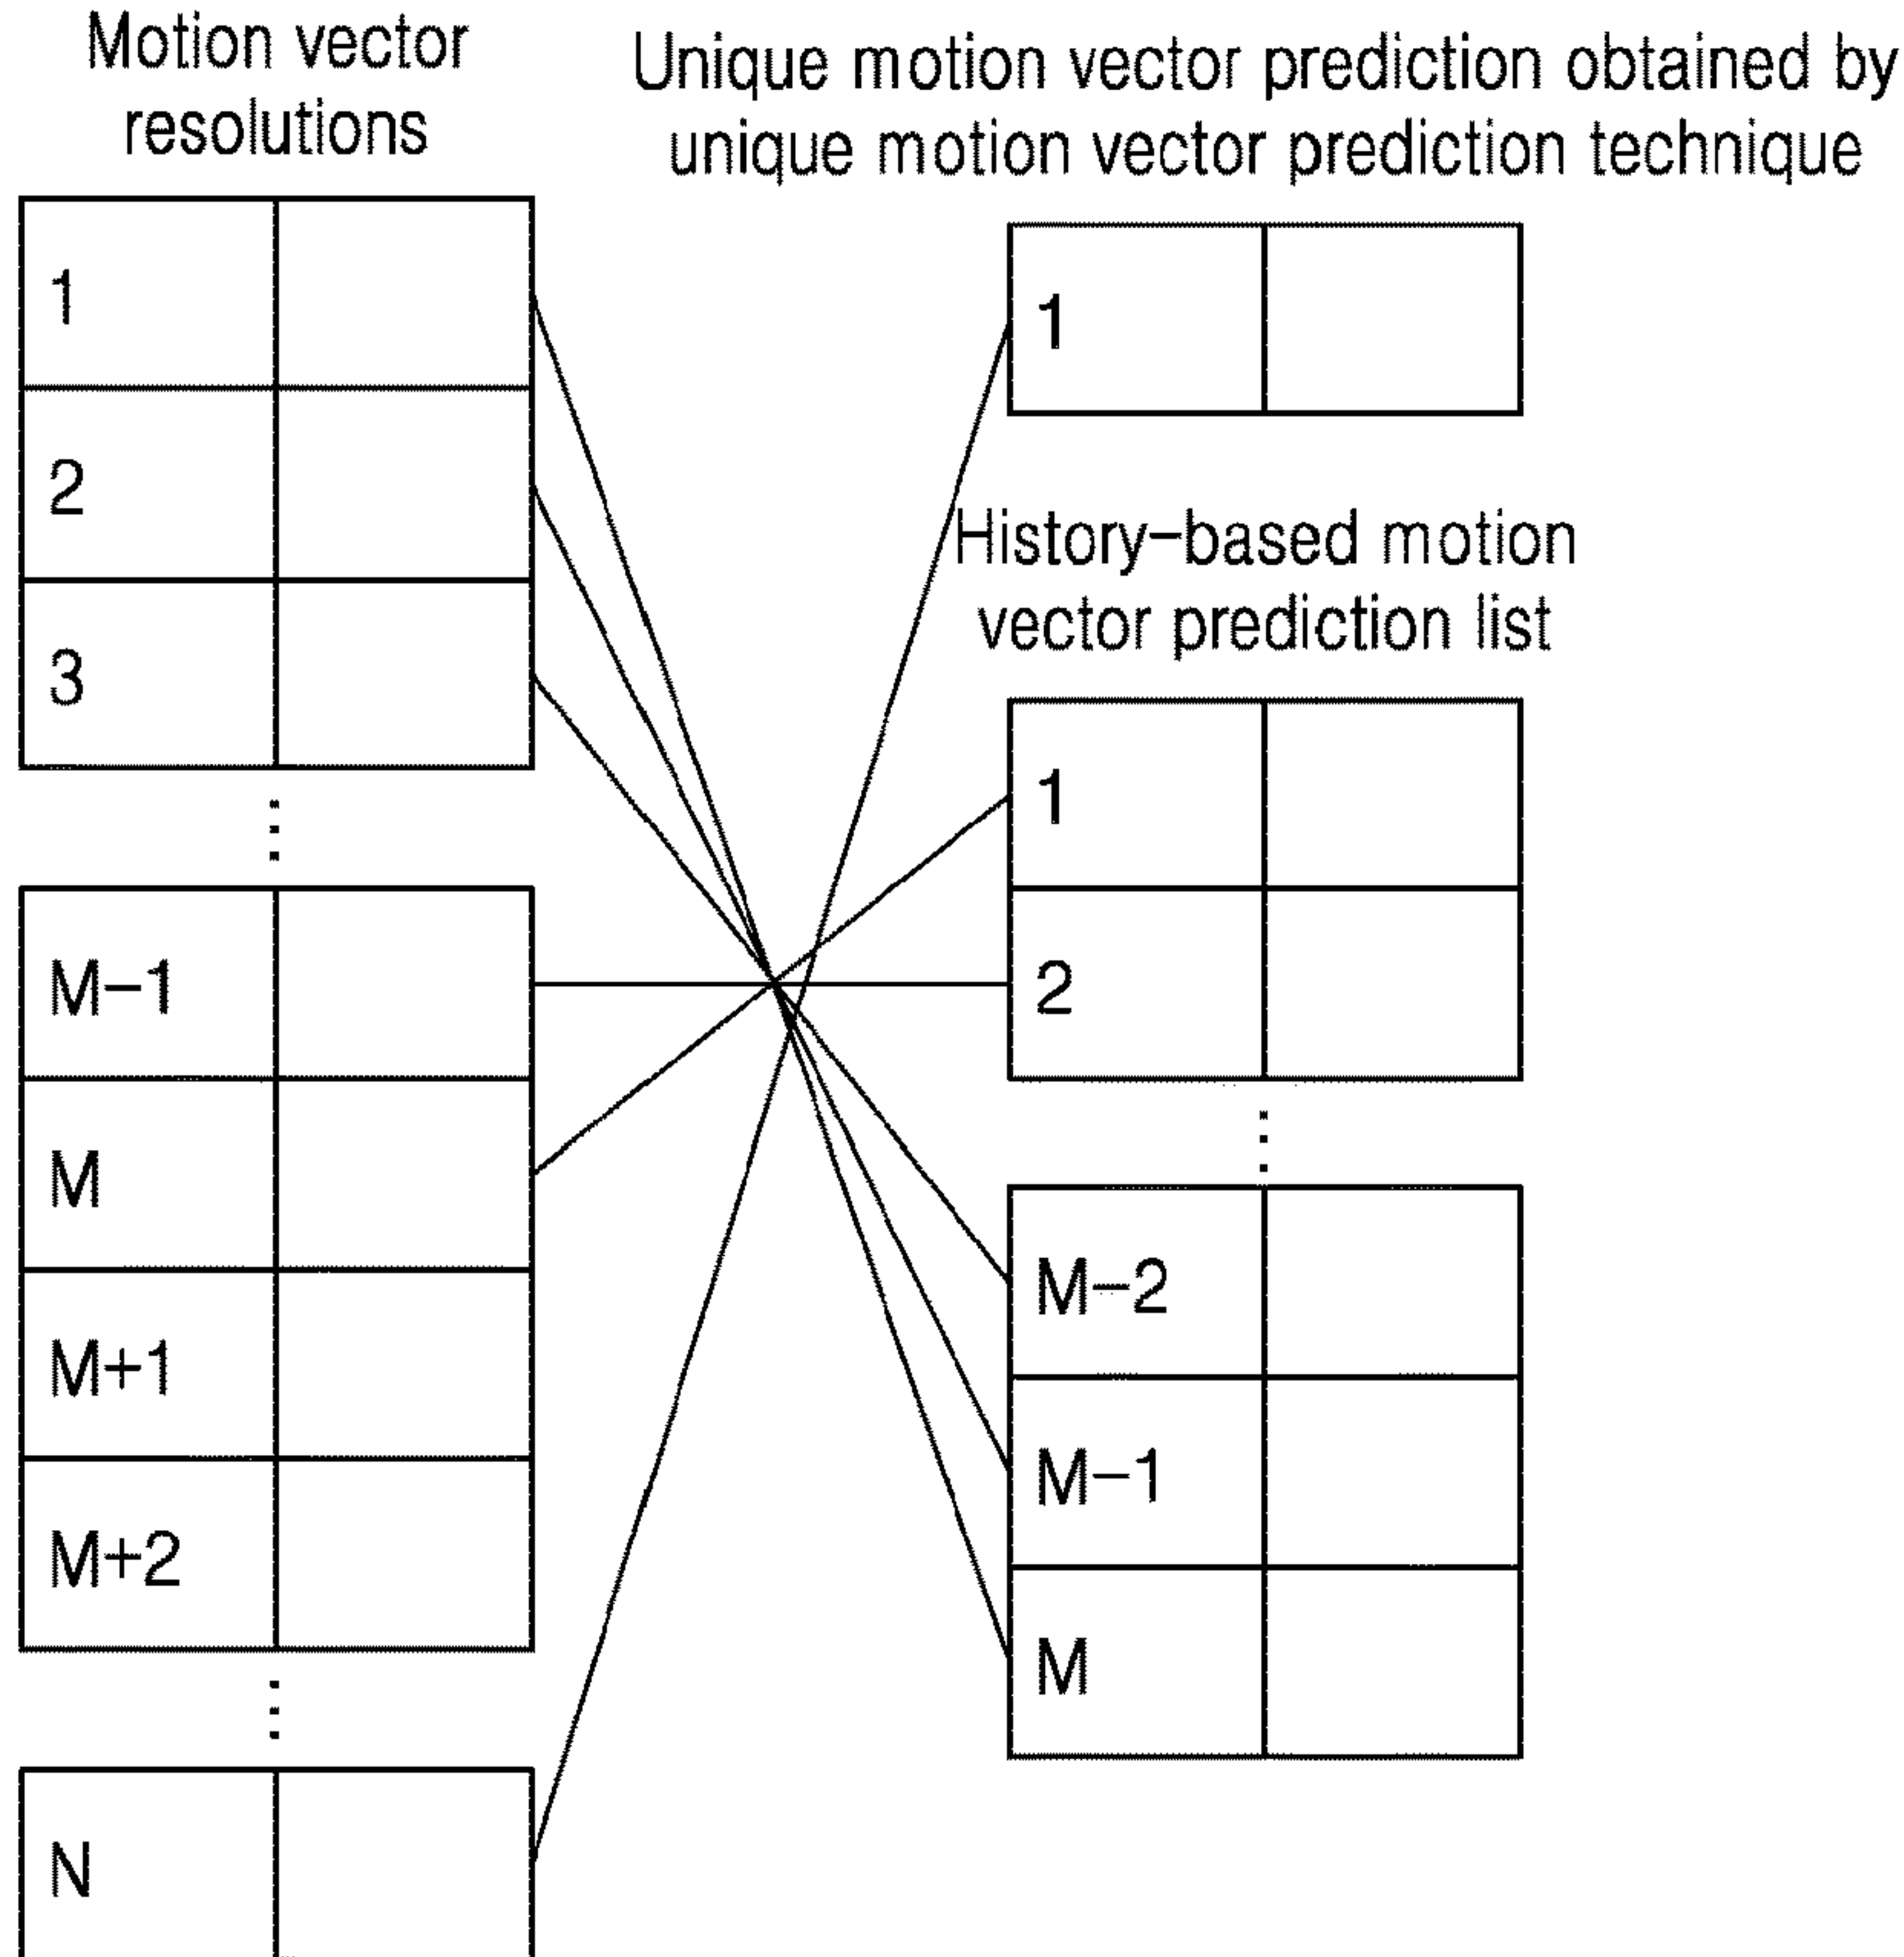 Motion vector
resolutions
1
2
3
⋮
M-1
M
M+1
M+2
⋮
N
Unique motion vector prediction obtained by
unique motion vector prediction technique
1
History-based motion
vector prediction list
1
2
⋮
M-2
M-1
M